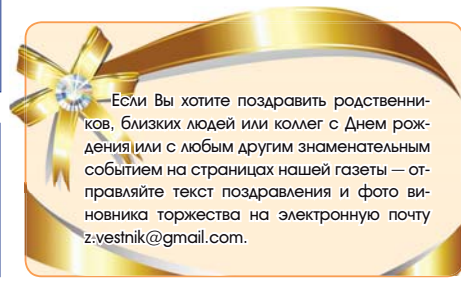 Если Вы хотите поздравить родственни-
ков, близких людей или коллег с Днем рож-
дения или с любым другим знаменательным
событием на страницах нашей газеты — от-
правляйте текст поздравления и фото ви-
новника торжества на электронную почту
z.vestnik@gmail.com.